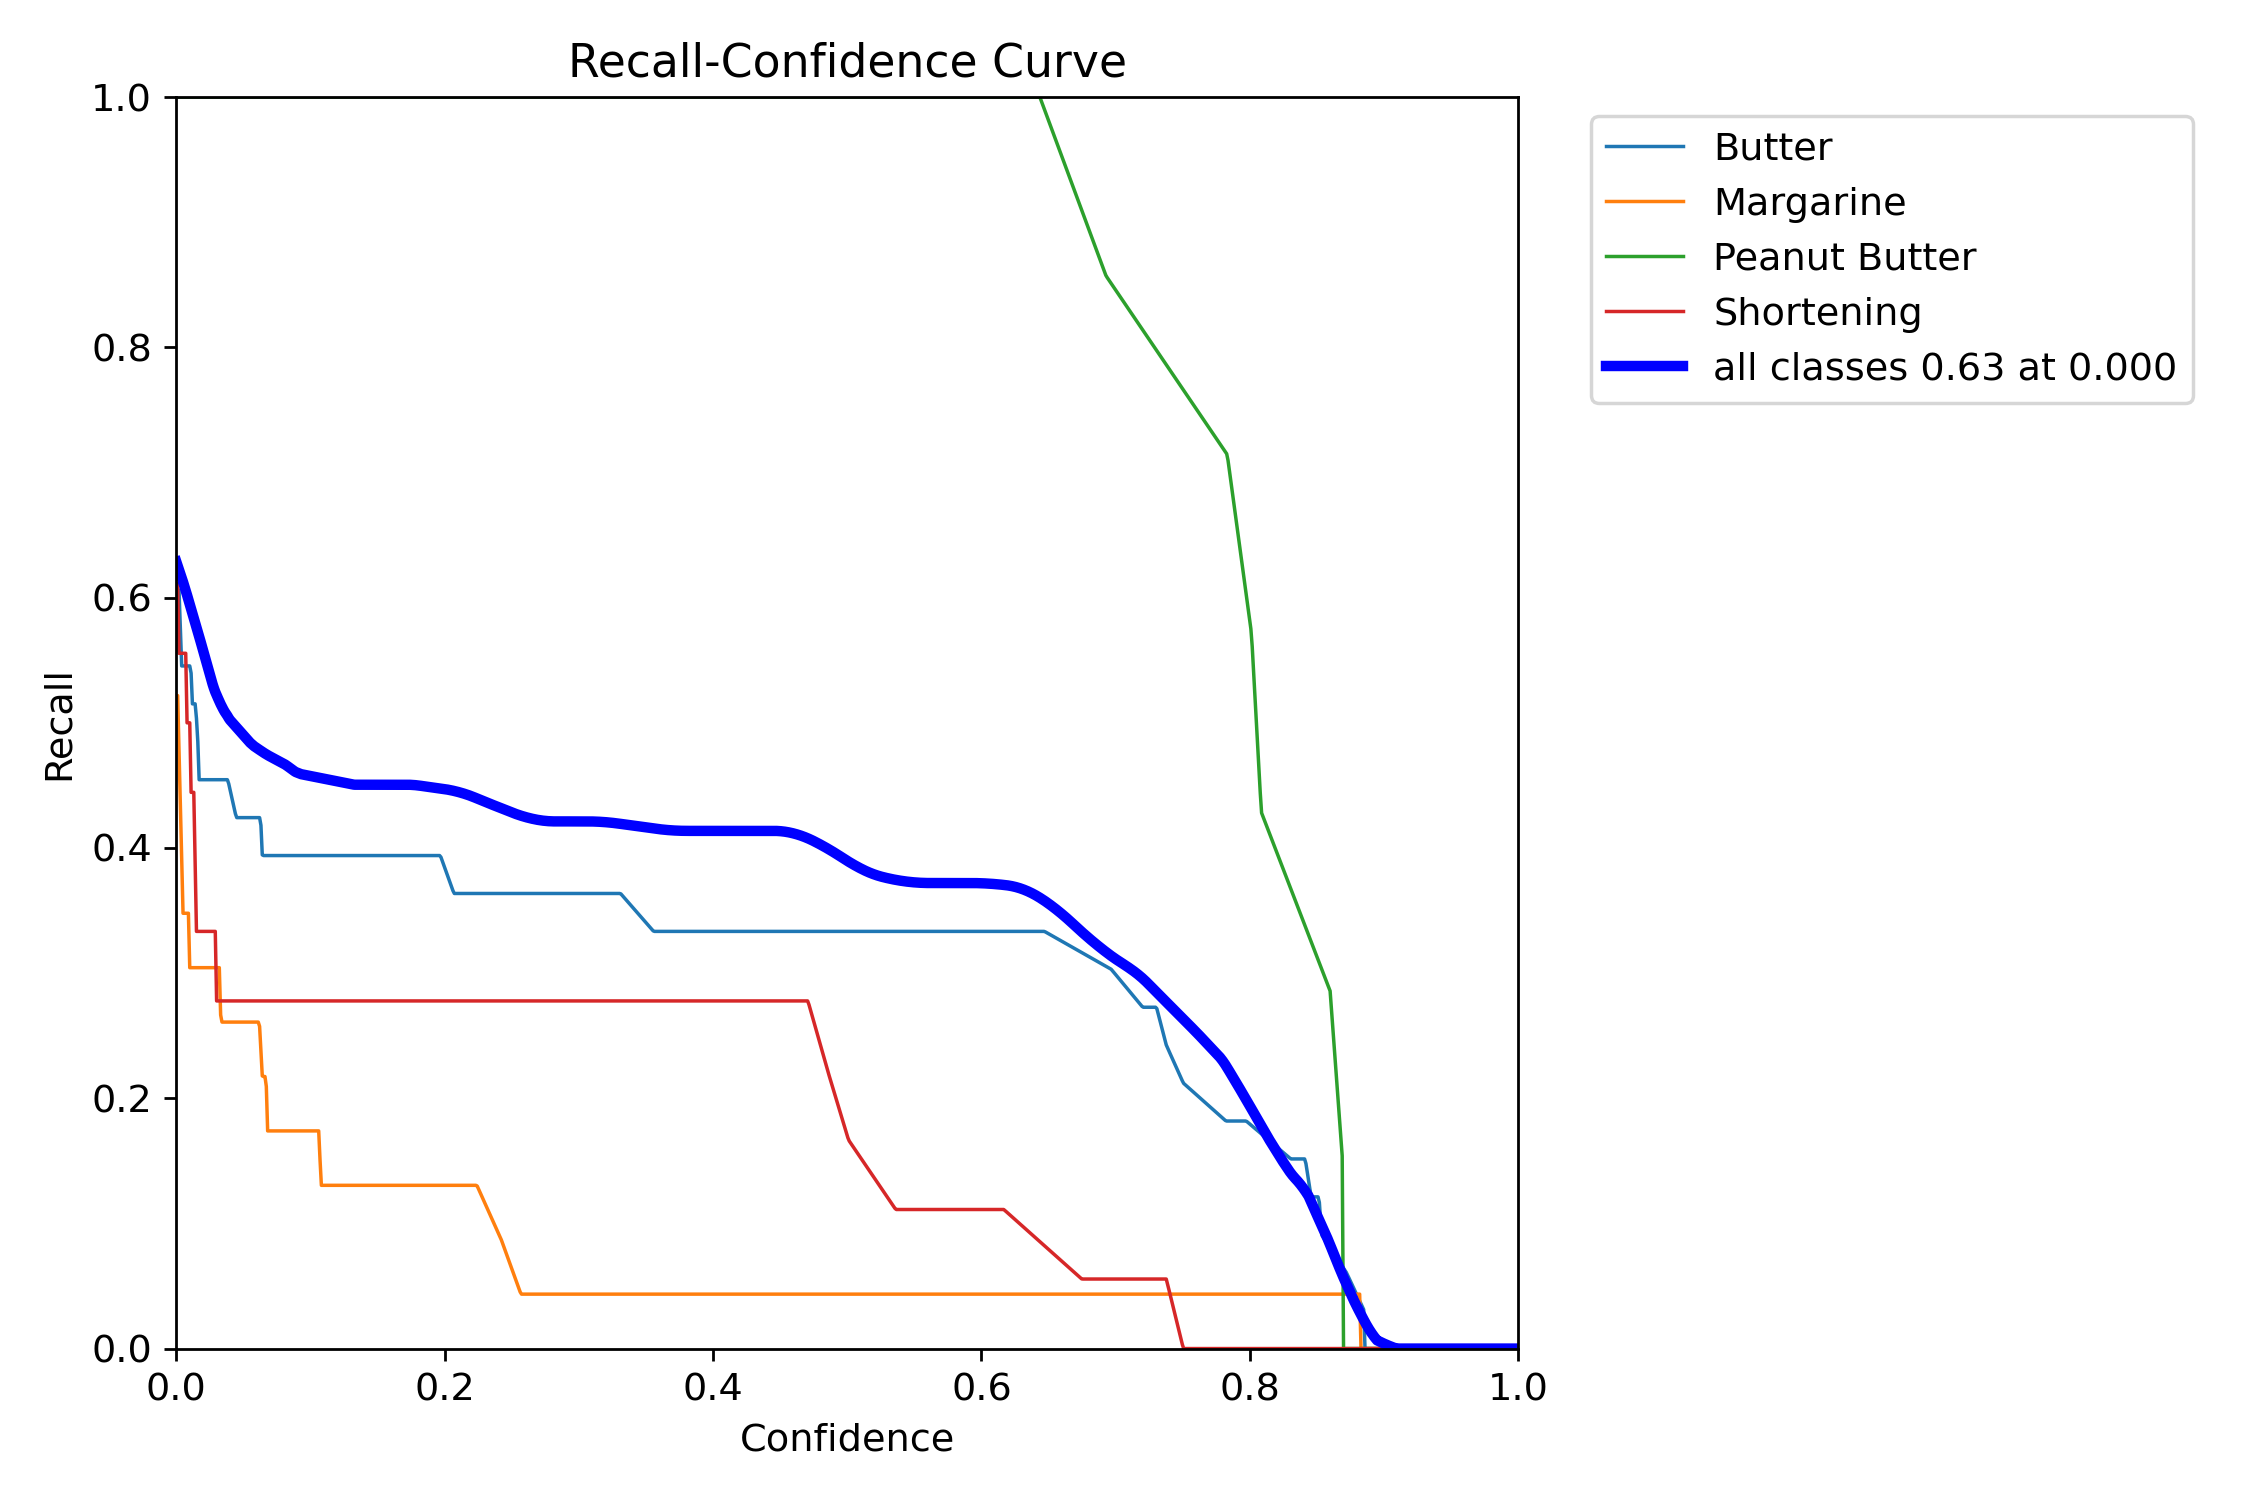 Recall-Confidence Curve
1.0
0.8
0.6
0.4
0.2
0.0
Recall
0.0 0.2 0.4 0.6 0.8 1.0
Confidence
Butter
Margarine
Peanut Butter
Shortening
all classes 0.63 at 0.000